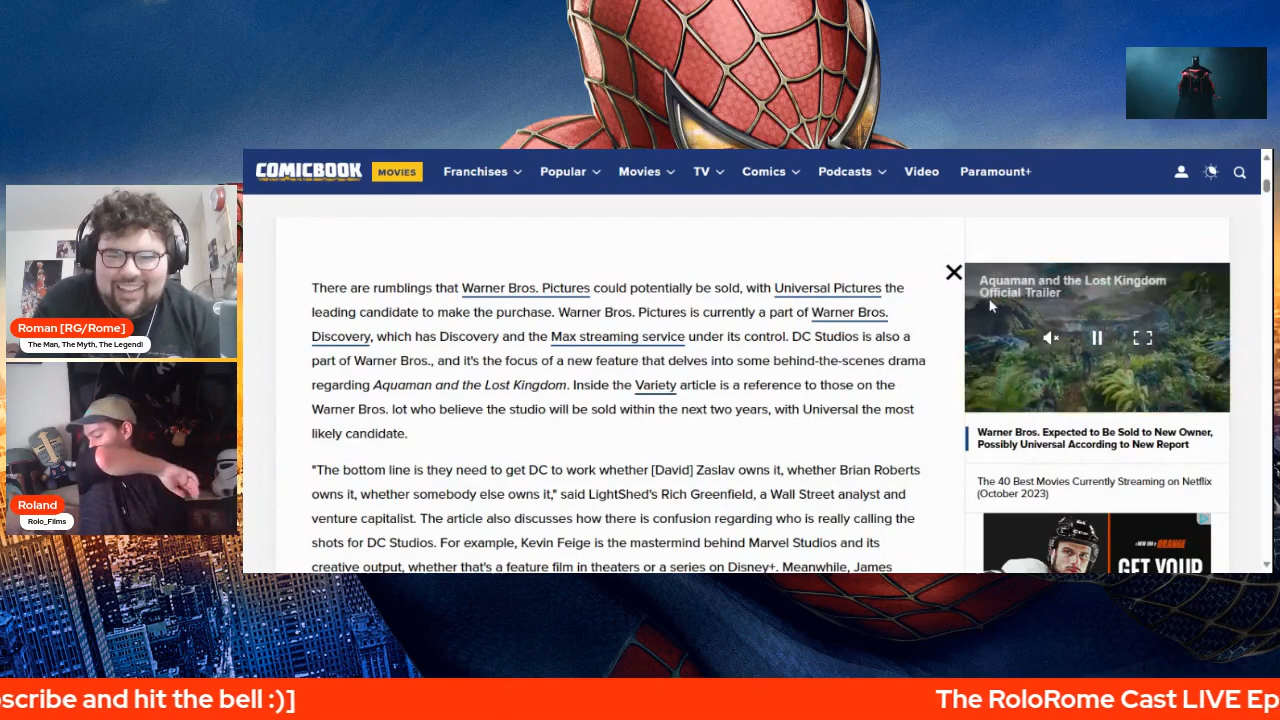 COMICBOOK
MOVIES
Franchises
Popular
Movies
TV
Comics
Podcasts
Video
Paramount+
Roman [RG/Rome]
The Man, The Myth, The Legend!
Roland
Rolo_Films
There are rumblings that Warner Bros. Pictures could potentially be sold, with Universal Pictures the
leading candidate to make the purchase. Warner Bros. Pictures is currently a part of Warner Bros.
Discovery, which has Discovery and the Max streaming service under its control. DC Studios is also a
part of Warner Bros., and it's the focus of a new feature that delves into some behind-the-scenes drama
regarding Aquaman and the Lost Kingdom. Inside the Variety article is a reference to those on the
Warner Bros. lot who believe the studio will be sold within the next two years, with Universal the most
likely candidate.
"The bottom line is they need to get DC to work whether [David] Zaslav owns it, whether Brian Roberts
owns it, whether somebody else owns it," said LightShed's Rich Greenfield, a Wall Street analyst and
venture capitalist. The article also discusses how there is confusion regarding who is really calling the
shots for DC Studios. For example, Kevin Feige is the mastermind behind Marvel Studios and its
creative output, whether that's a feature film in theaters or a series on Disney+. Meanwhile, James
Aquaman and the Lost Kingdom
Official Trailer
Warner Bros. Expected to Be Sold to New Owner,
Possibly Universal According to New Report
The 40 Best Movies Currently Streaming on Netflix
(October 2023)
GET YOUR
scribe and hit the bell :)]
The RoloRome Cast LIVE Ep